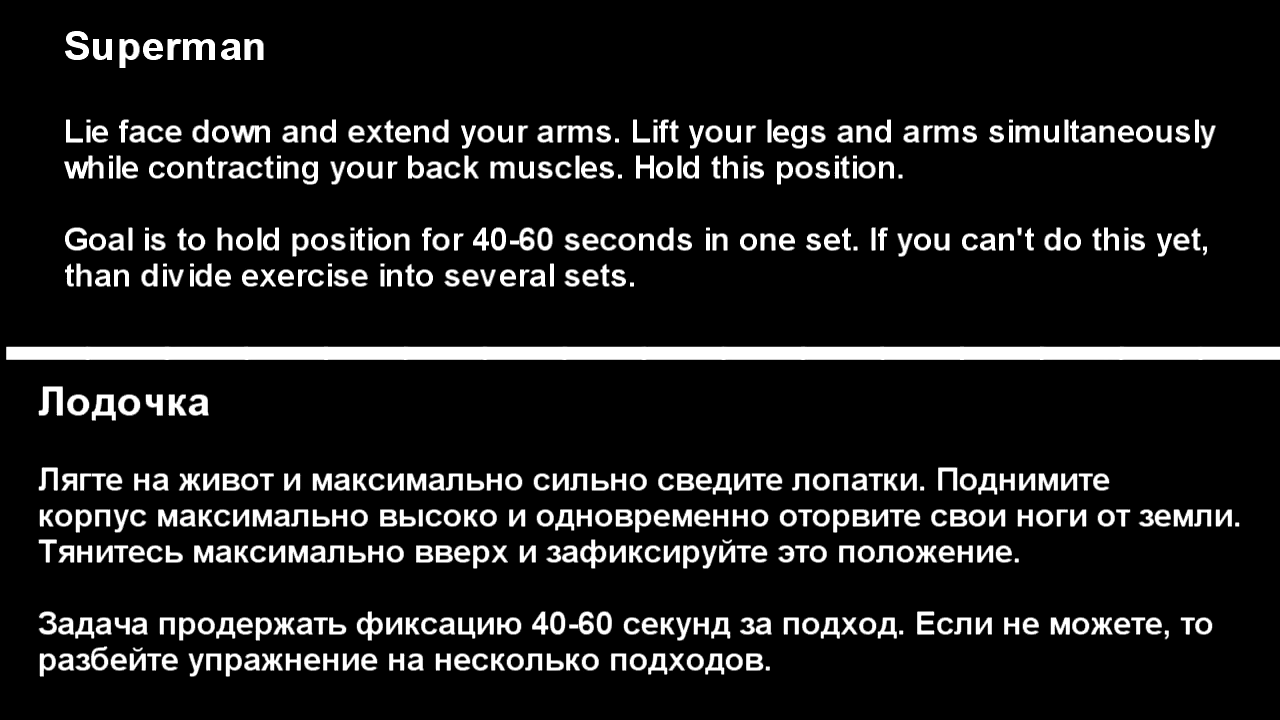 Superman
Lie face down and extend your arms. Lift your legs and arms simultaneously
while contracting your back muscles. Hold this position.
Goal is to hold position for 40-60 seconds in one set. If you can't do this yet,
than divide exercise into several sets.
Лодочка
Лягте на живот и максимально сильно сведите лопатки. Поднимите
корпус максимально высоко и одновременно оторвите свои ноги от земли.
Тянитесь максимально вверх и зафиксируйте это положение.
Задача продержать фиксацию 40-60 секунд за подход. Если не можете, то
разбейте упражнение на несколько подходов.